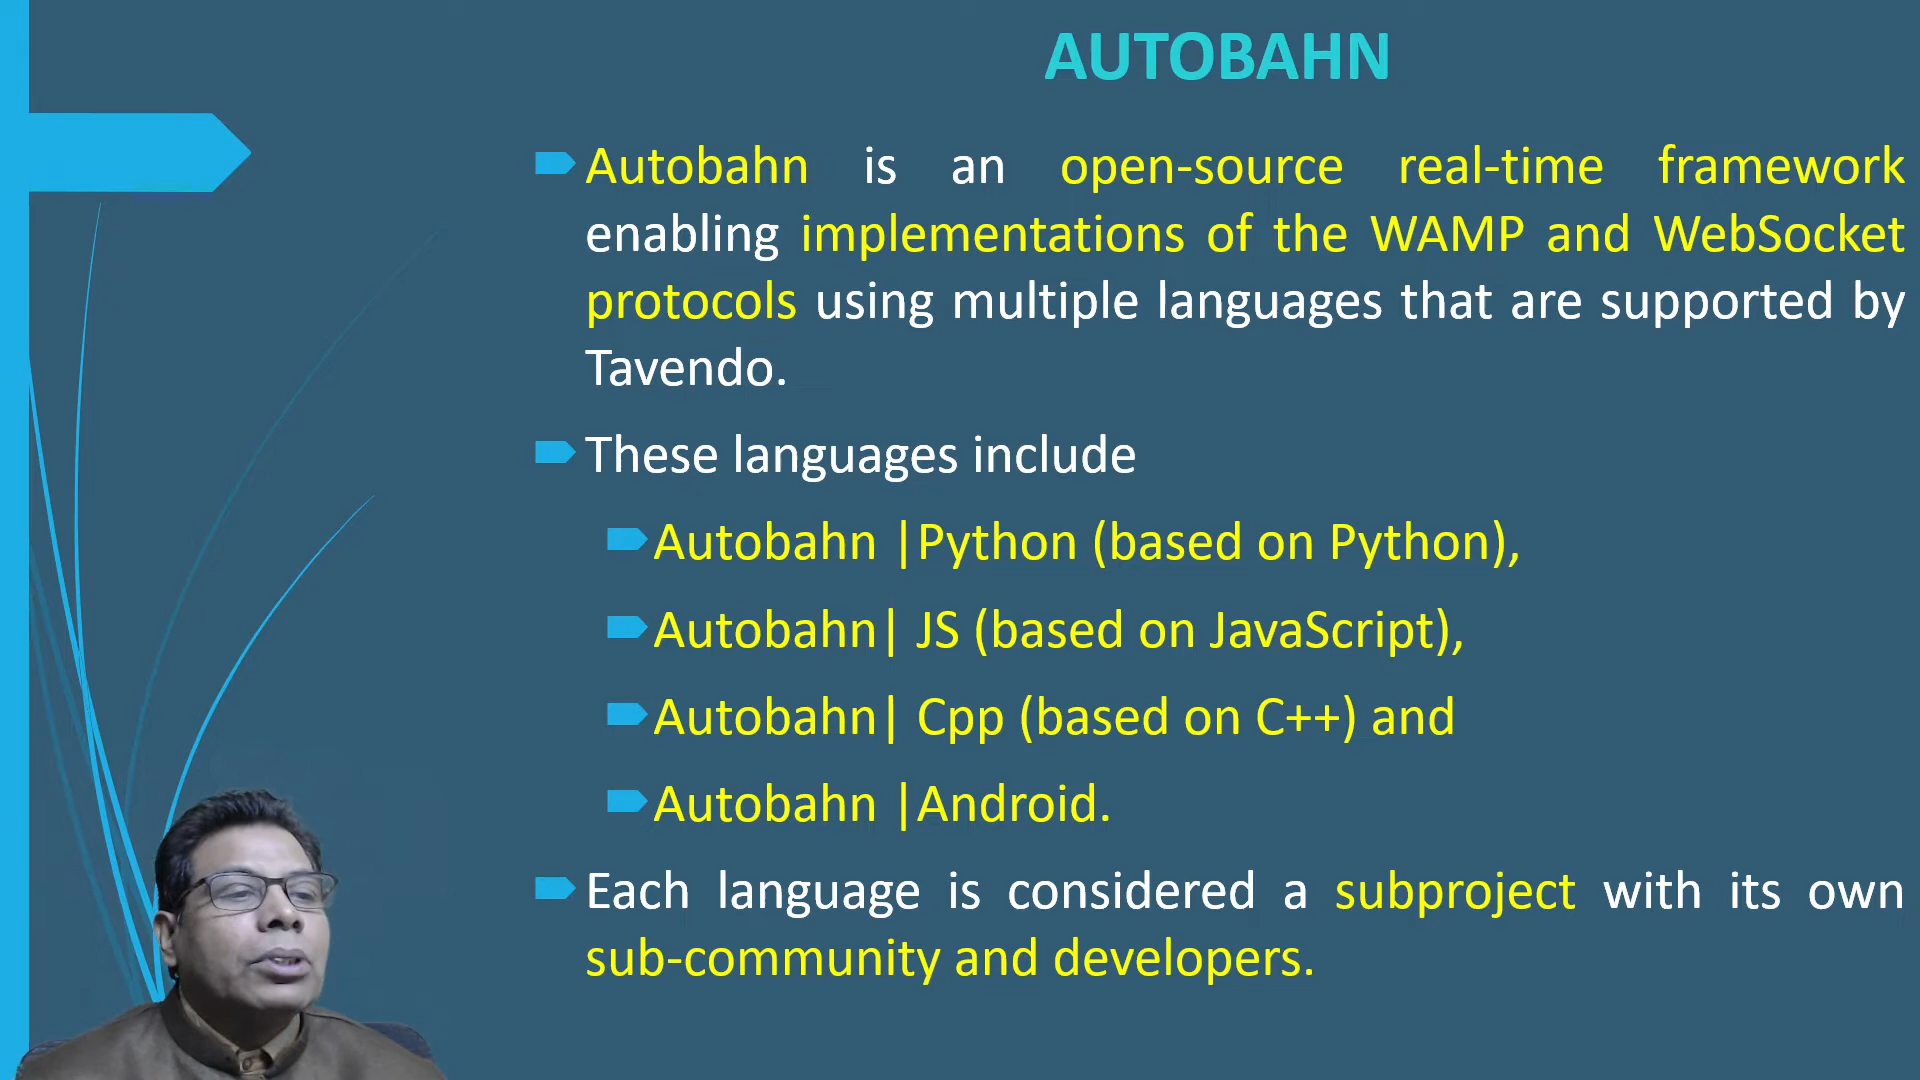 AUTOBAHN
Autobahn is an open-source real-time framework
enabling implementations of the WAMP and WebSocket
protocols using multiple languages that are supported by
Tavendo.
These languages include
Autobahn |Python (based on Python),
Autobahn| JS (based on JavaScript),
Autobahn| Cpp (based on C++) and
Autobahn |Android.
Each language is considered a subproject with its own
sub-community and developers.